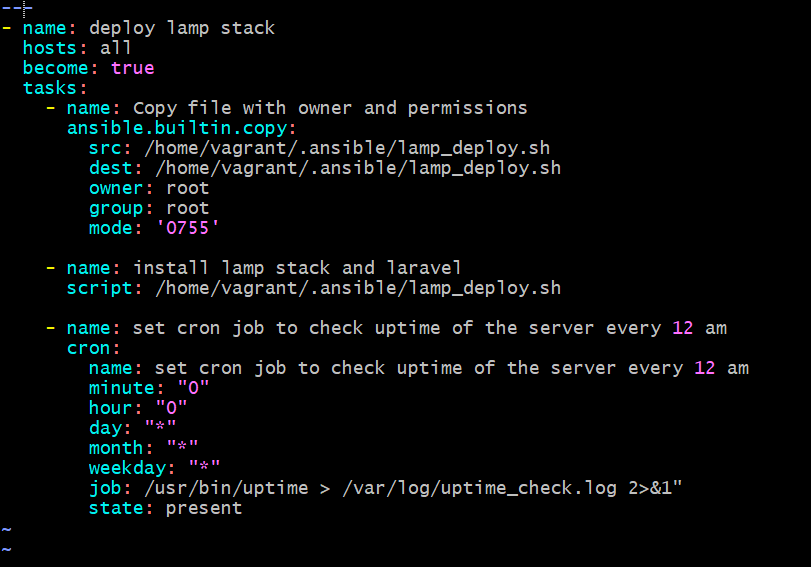 ---
- name: deploy lamp stack
  hosts: all
  become: true
  tasks:
    - name: Copy file with owner and permissions
      ansible.builtin.copy:
        src: /home/vagrant/.ansible/lamp_deploy.sh
        dest: /home/vagrant/.ansible/lamp_deploy.sh
        owner: root
        group: root
        mode: '0755'

    - name: install lamp stack and laravel
      script: /home/vagrant/.ansible/lamp_deploy.sh

    - name: set cron job to check uptime of the server every 12 am
      cron:
        name: set cron job to check uptime of the server every 12 am
        minute: "0"
        hour: "0"
        day: "*"
        month: "*"
        weekday: "*"
        job: /usr/bin/uptime > /var/log/uptime_check.log 2>&1"
        state: present
~
~